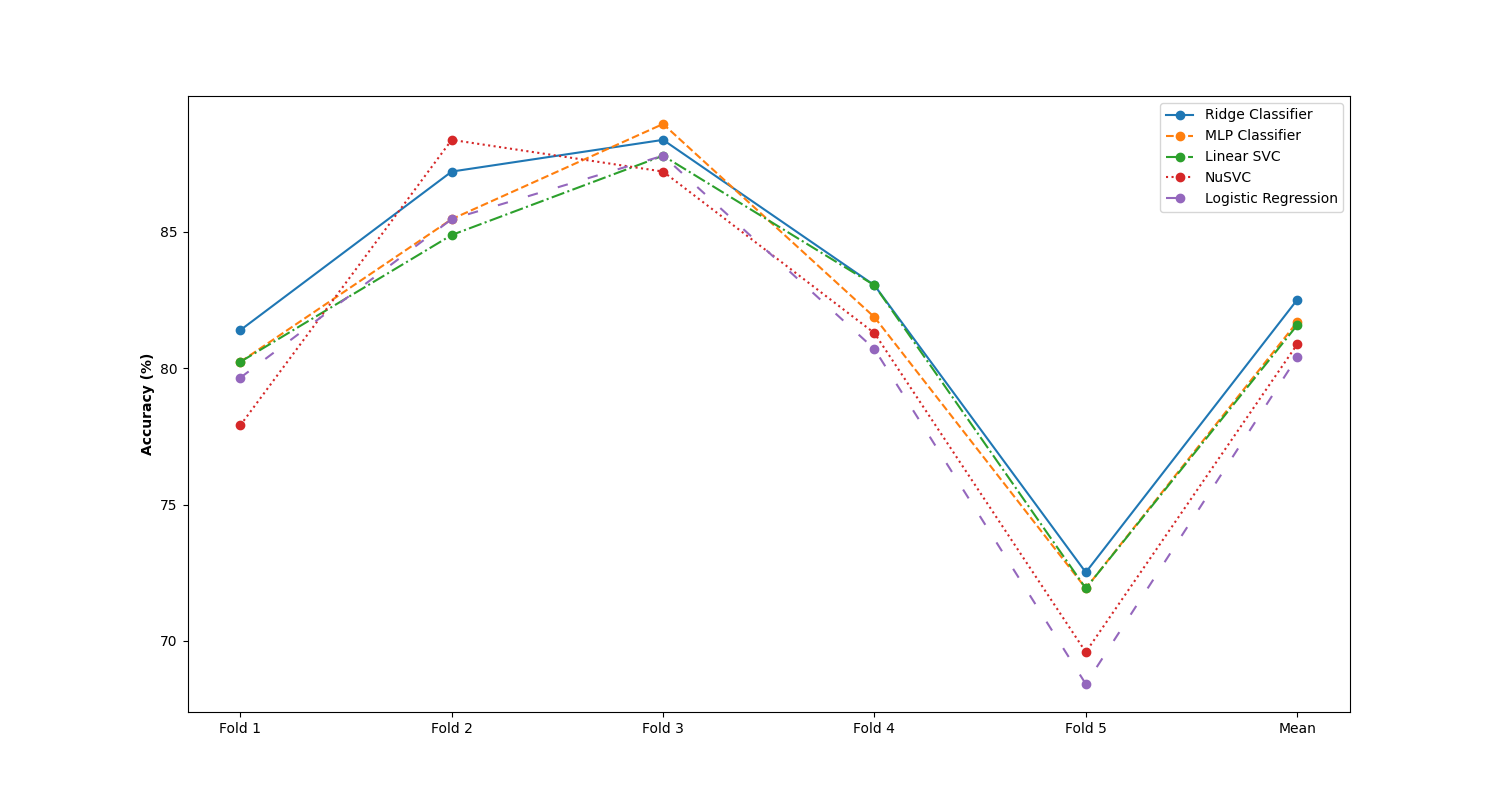 Ridge Classifier
MLP Classifier
Linear SVC
NuSVC
Logistic Regression
85
80
75
70
Accuracy (%)
Fold 1 Fold 2 Fold 3 Fold 4 Fold 5 Mean